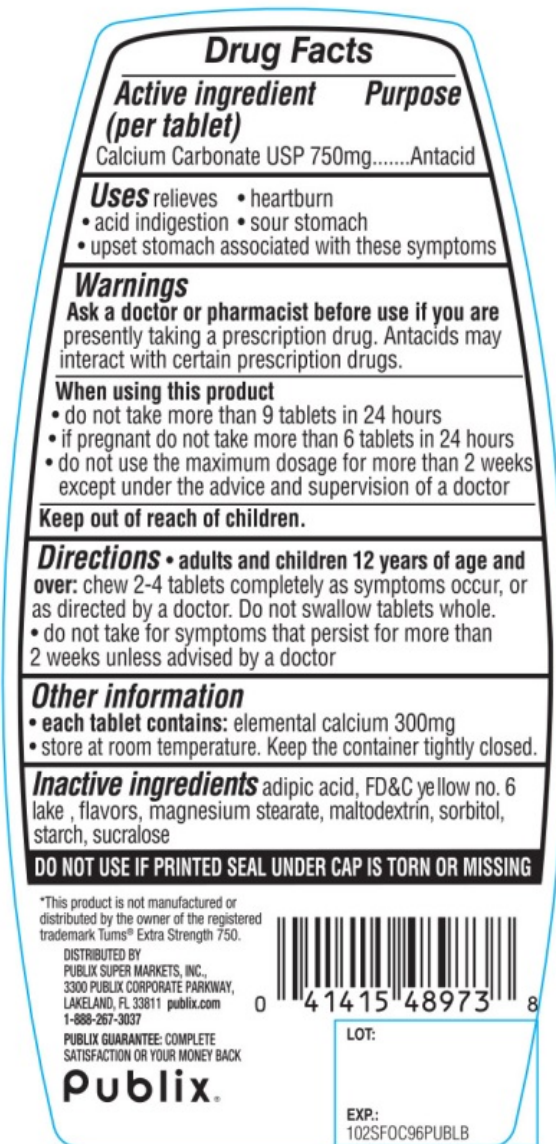 Drug Facts
Active ingredient Purpose
(per tablet)
Calcium Carbonate USP 750mg.......Antacid
Uses relieves • heartburn
• acid indigestion • sour stomach
• upset stomach associated with these symptoms
Warnings
Ask a doctor or pharmacist before use if you are
presently taking a prescription drug. Antacids may
interact with certain prescription drugs.
When using this product
• do not take more than 9 tablets in 24 hours
• if pregnant do not take more than 6 tablets in 24 hours
• do not use the maximum dosage for more than 2 weeks
except under the advice and supervision of a doctor
Keep out of reach of children.
Directions • adults and children 12 years of age and
over: chew 2-4 tablets completely as symptoms occur, or
as directed by a doctor. Do not swallow tablets whole.
• do not take for symptoms that persist for more than
2 weeks unless advised by a doctor
Other information
• each tablet contains: elemental calcium 300mg
• store at room temperature. Keep the container tightly closed.
Inactive ingredients adipic acid, FD&C yellow no. 6
lake , flavors, magnesium stearate, maltodextrin, sorbitol,
starch, sucralose
DO NOT USE IF PRINTED SEAL UNDER CAP IS TORN OR MISSING
*This product is not manufactured or
distributed by the owner of the registered
trademark Tums® Extra Strength 750.
DISTRIBUTED BY
PUBLIX SUPER MARKETS, INC.,
3300 PUBLIX CORPORATE PARKWAY,
LAKELAND, FL 33811 publix.com
1-888-267-3037
PUBLIX GUARANTEE: COMPLETE
SATISFACTION OR YOUR MONEY BACK
Publix®
0 41415 48973 8
LOT:
EXP.:
102SFOC96PUBLB